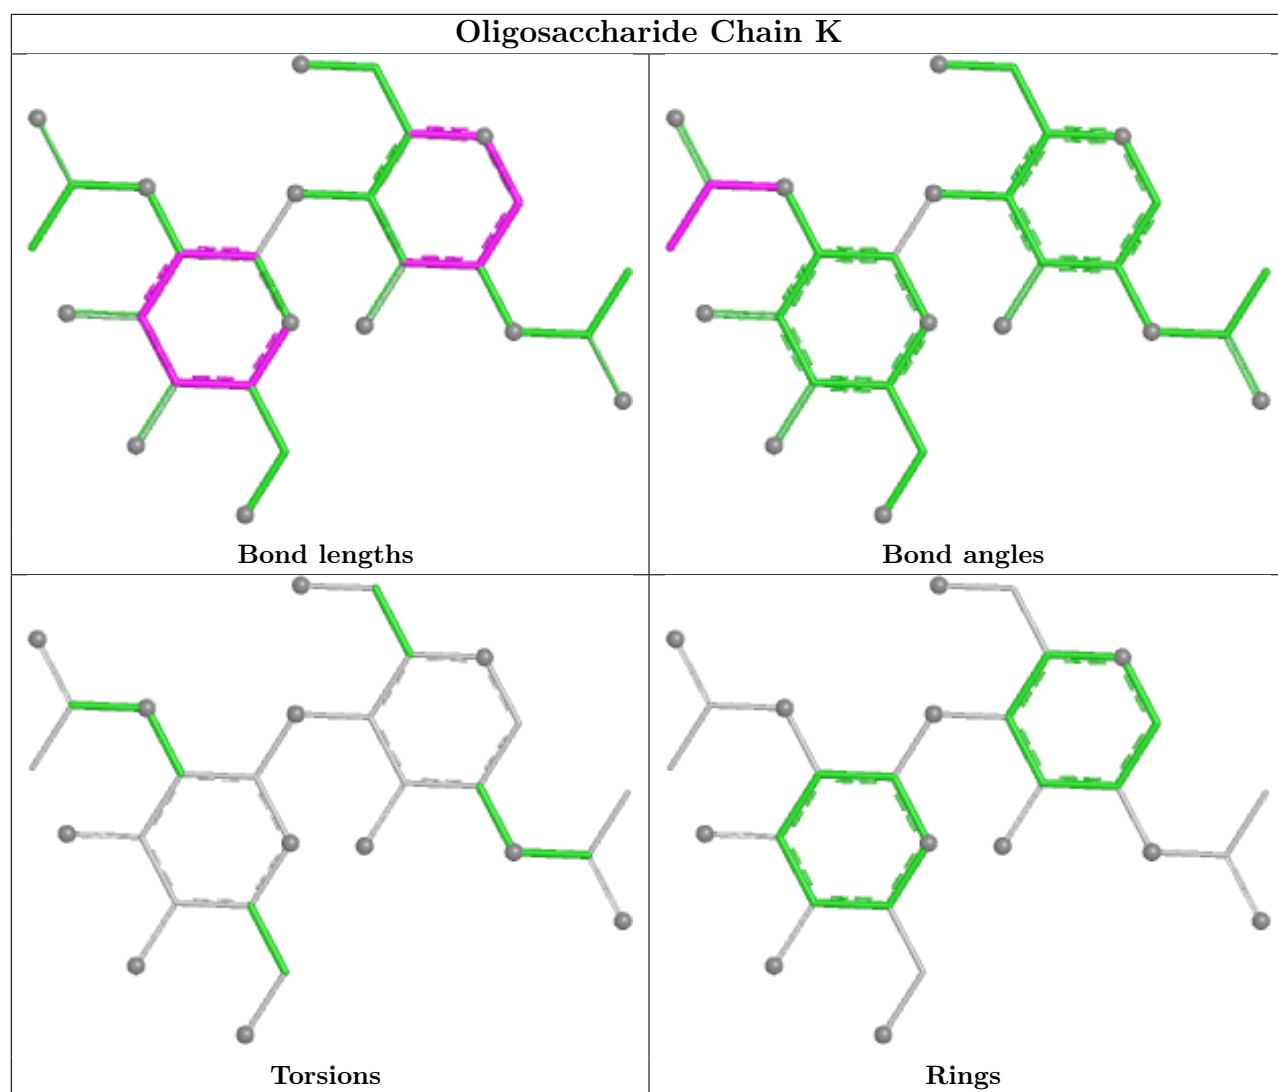 Oligosaccharide Chain K
Bond lengths
Bond angles
Torsions
Rings